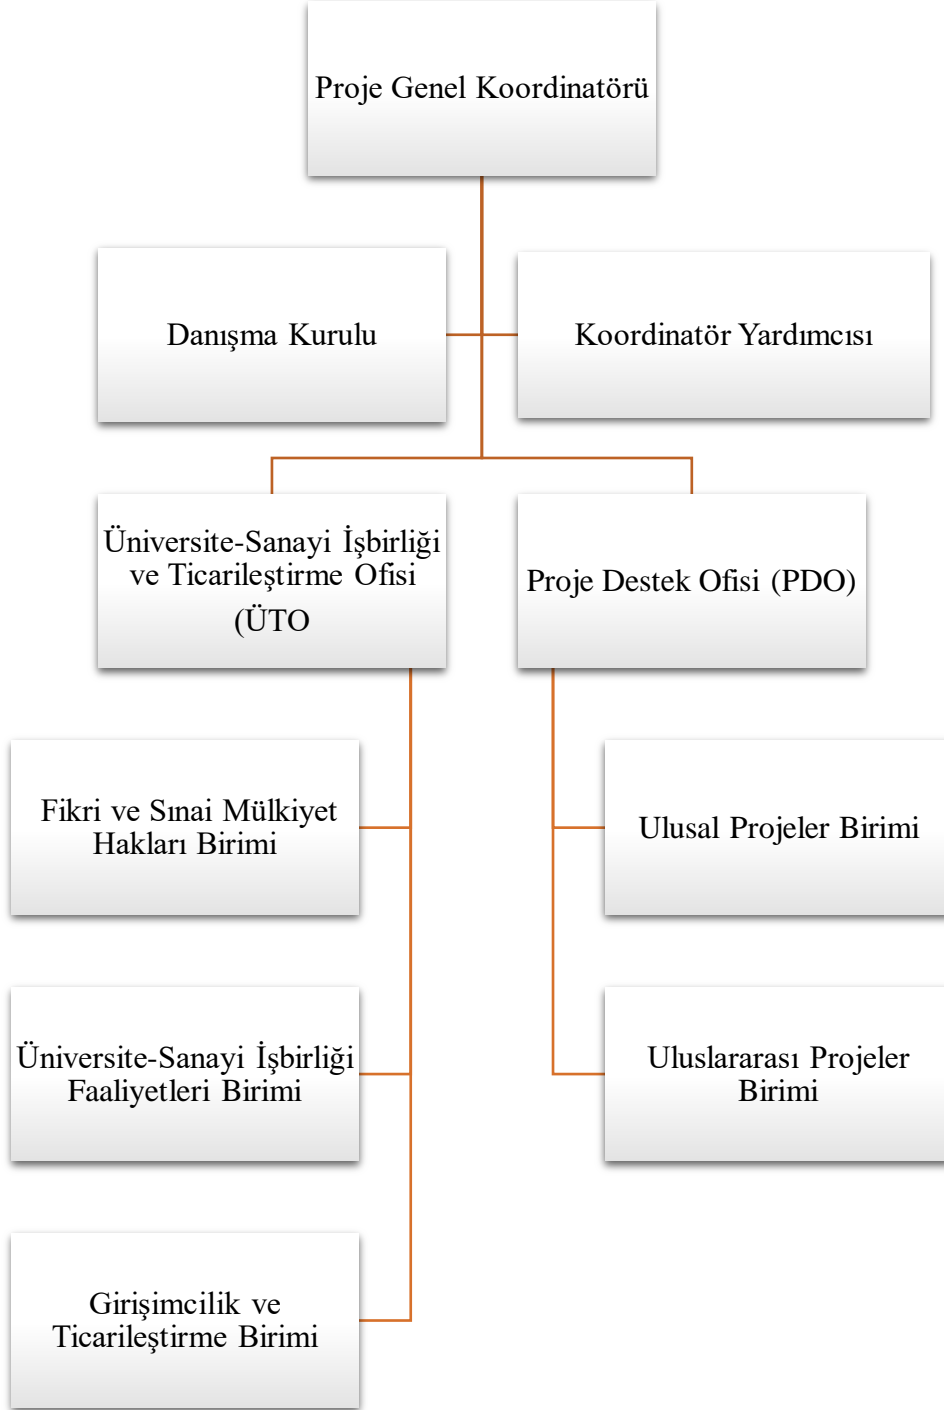 Proje Genel Koordinatörü
Danışma Kurulu
Koordinatör Yardımcısı
Üniversite-Sanayi İşbirliği
ve Ticarileştirme Ofisi
(ÜTO
Proje Destek Ofisi (PDO)
Fikri ve Sınai Mülkiyet
Hakları Birimi
Ulusal Projeler Birimi
Üniversite-Sanayi İşbirliği
Faaliyetleri Birimi
Uluslararası Projeler
Birimi
Girişimcilik ve
Ticarileştirme Birimi